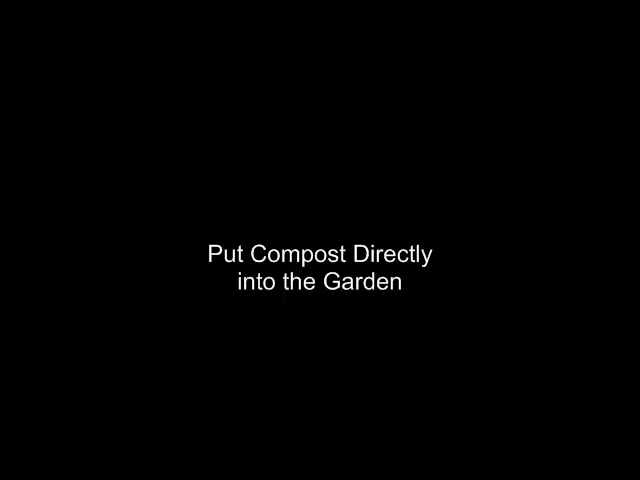 Put Compost Directly
into the Garden